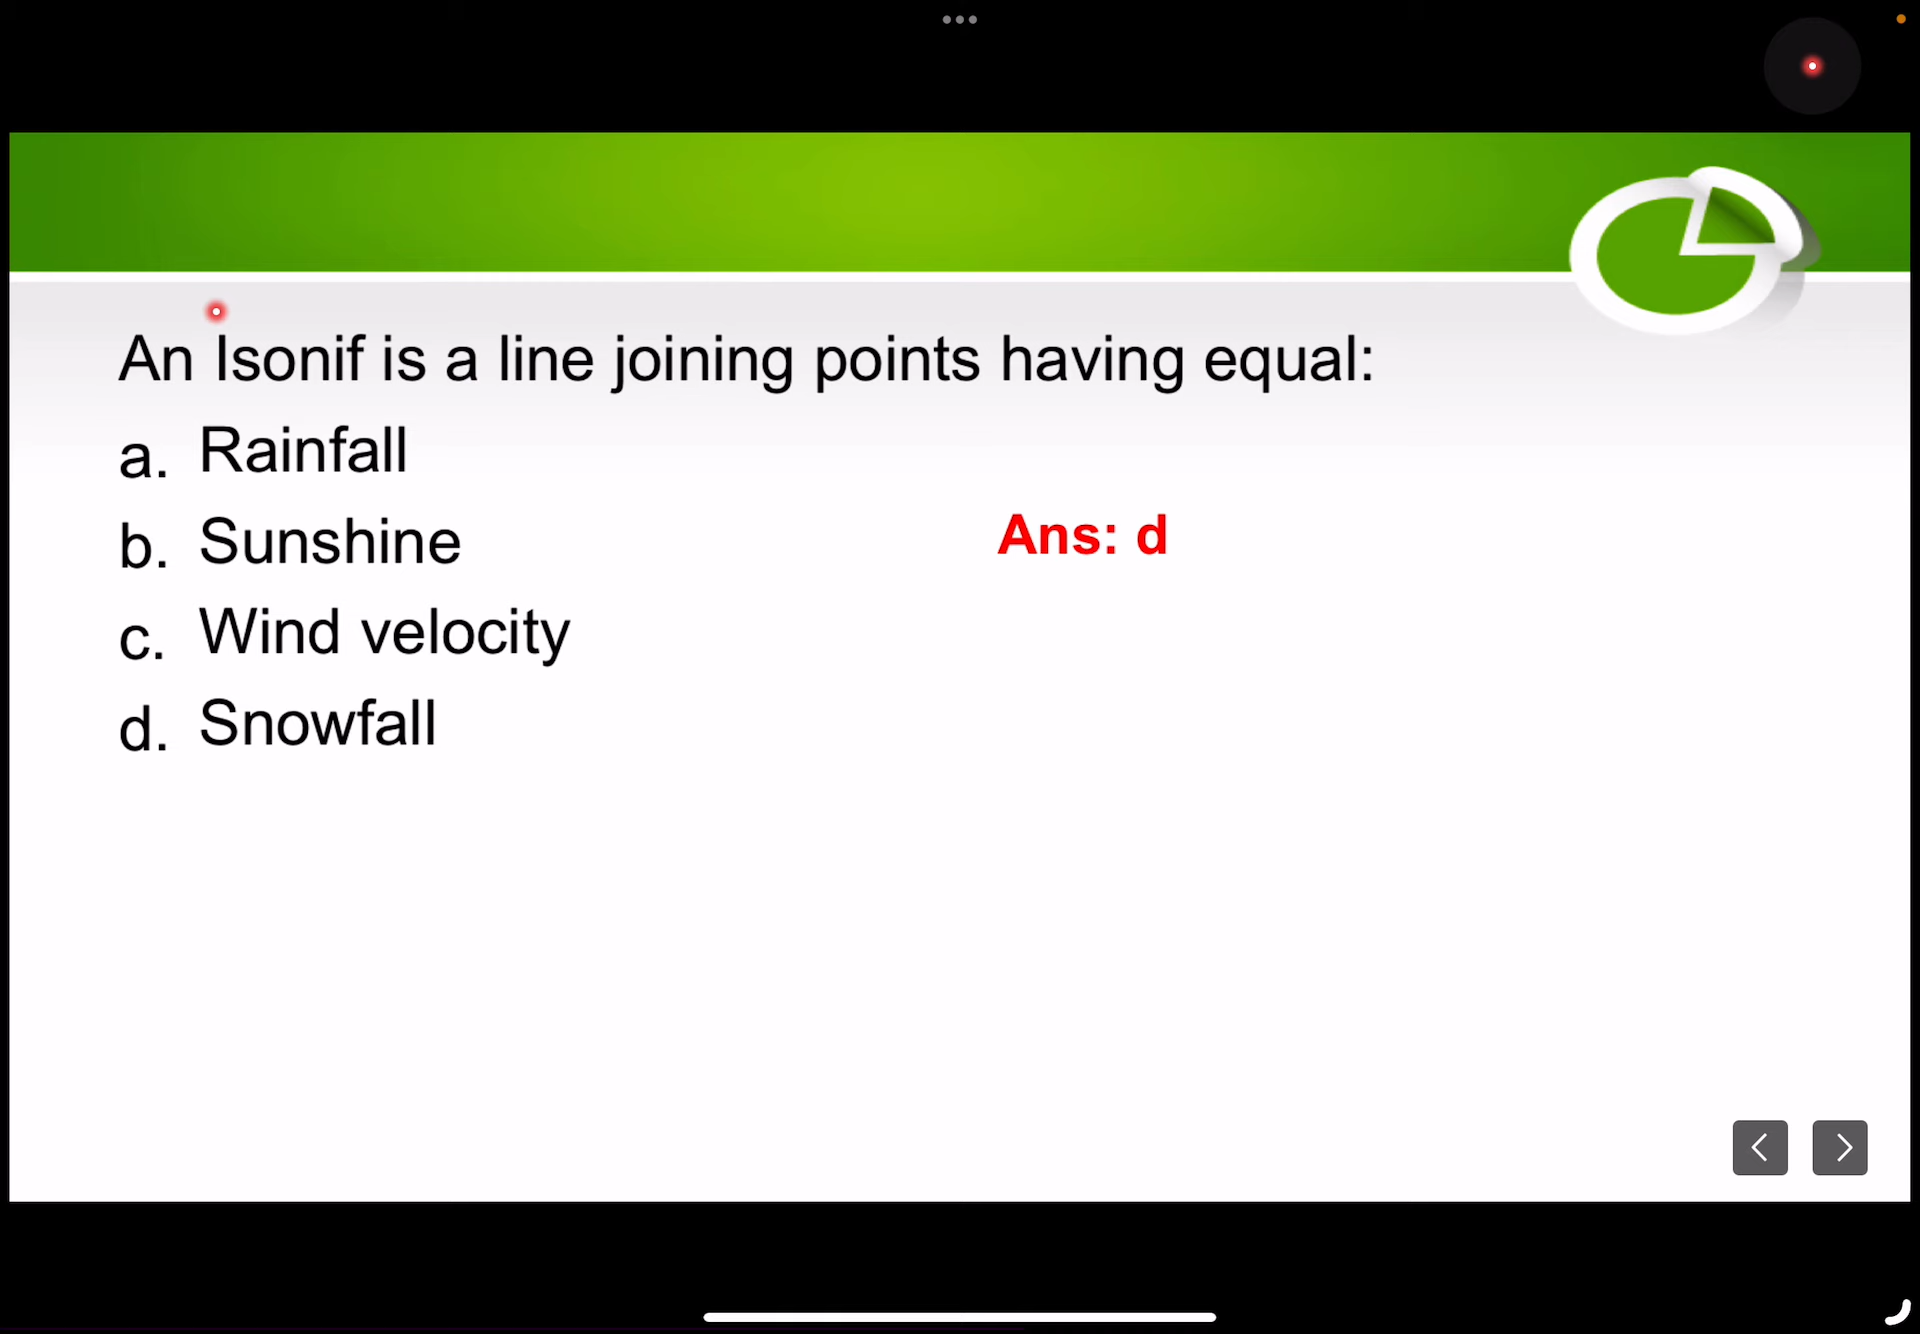 An Isonif is a line joining points having equal:
a. Rainfall
b. Sunshine
Ans: d
c. Wind velocity
d. Snowfall